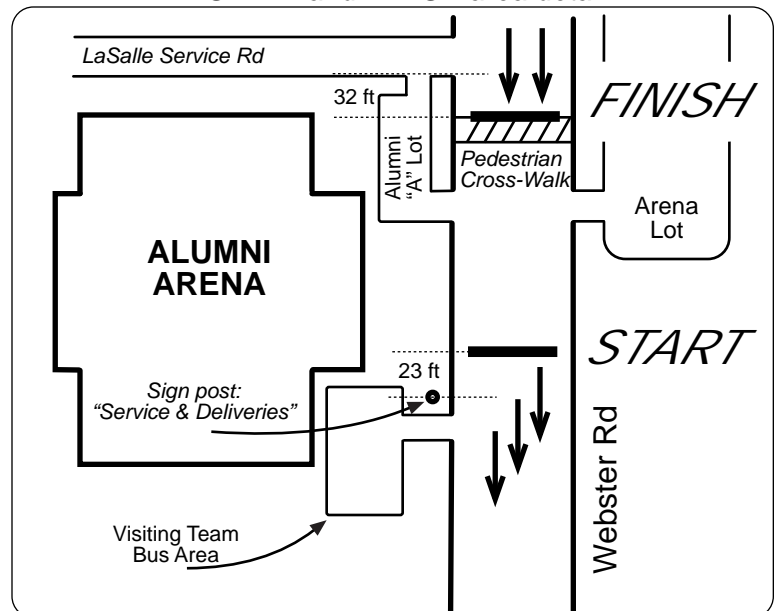 LaSalle Service Rd
32 ft
FINISH
Alumni
"A" Lot
Pedestrian
Cross-Walk
Arena
Lot
ALUMNI
ARENA
START
23 ft
Sign post:
“Service & Deliveries”
Webster Rd
Visiting Team
Bus Area